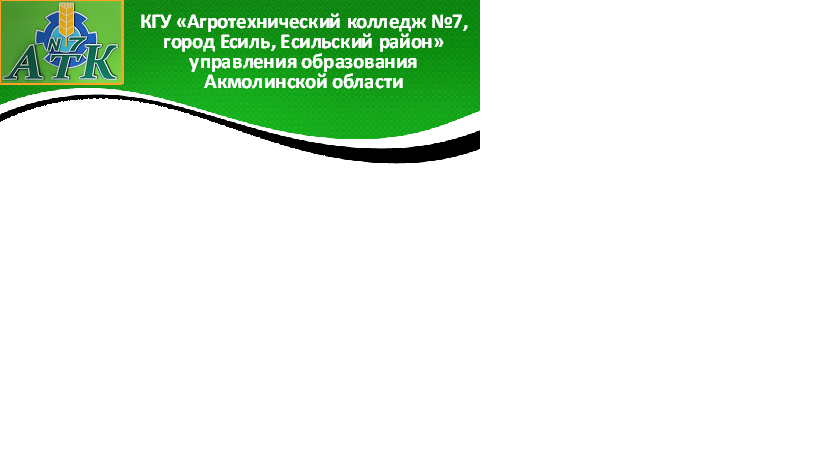 КГУ «Агротехнический колледж №7,
город Есиль, Есильский район»
управления образования
Акмолинской области
№7
АТК